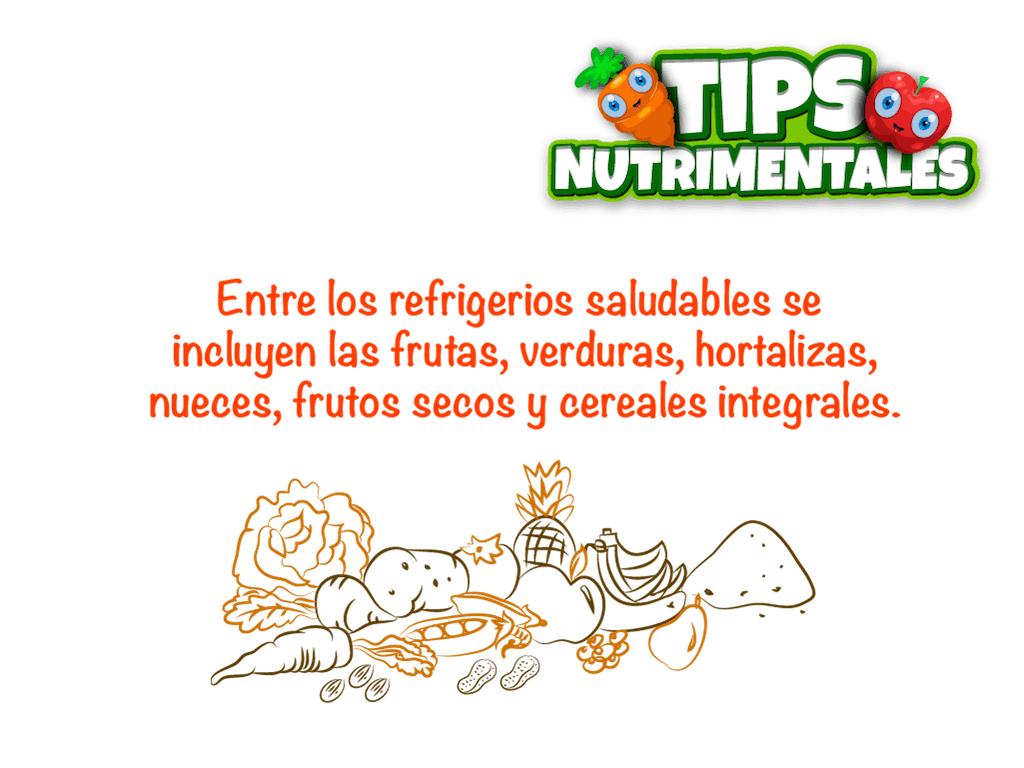 TIPS
NUTRIMENTALES
Entre los refrigerios saludables se
incluyen las frutas, verduras, hortalizas,
nueces, frutos secos y cereales integrales.